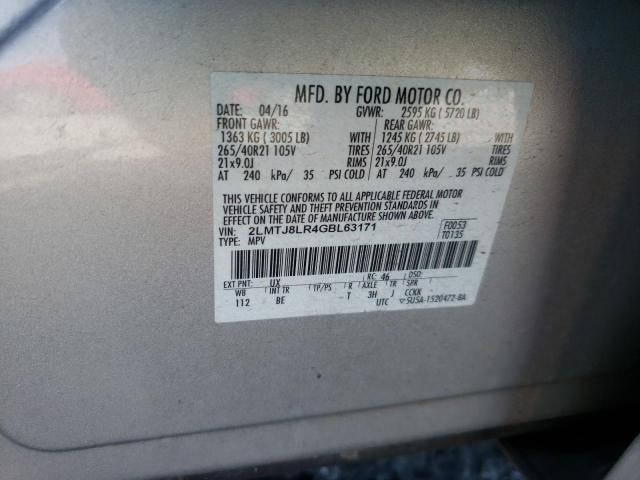 MFD. BY FORD MOTOR CO.
DATE: 04/16 GVWR: 2595 KG ( 5720 LB)
FRONT GAWR: REAR GAWR:
1363 KG ( 3005 LB) WITH 1245 KG ( 2745 LB) WITH
265/40R21 105V TIRES 265/40R21 105V TIRES
21x9.0J RIMS 21x9.0J RIMS
AT 240 kPa/ 35 PSI COLD AT 240 kPa/ 35 PSI COLD
THIS VEHICLE CONFORMS TO ALL APPLICABLE FEDERAL MOTOR
VEHICLE SAFETY AND THEFT PREVENTION STANDARDS IN
EFFECT ON THE DATE OF MANUFACTURE SHOWN ABOVE.
VIN: 2LMTJ8LR4GBL63171 F0053
TYPE: MPV T0135
EXT PNT: UX RC: 46 DSO:
WB INT TR TP/PS R AXLE TR SPR
112 BE - T 3H J CCKK
UTC 5U5A-1520472-BA